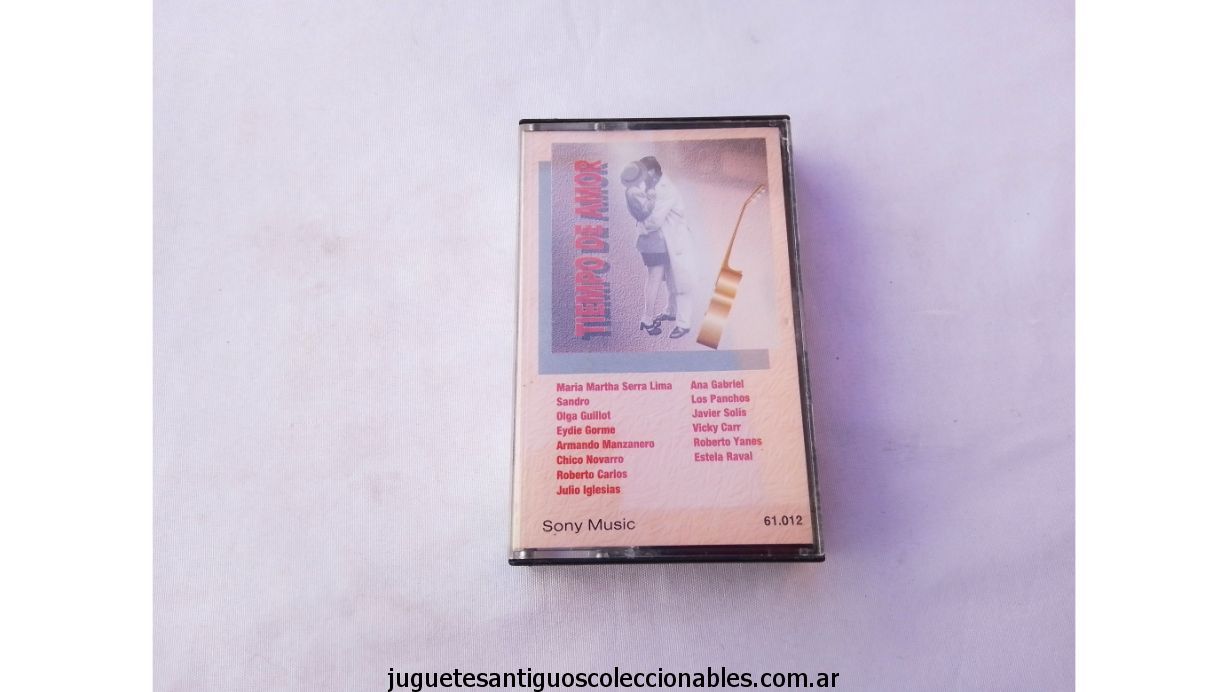 TIEMPO DE AMOR
Maria Martha Serra Lima
Sandro
Olga Guillot
Eydie Gorme
Armando Manzanero
Chico Novarro
Roberto Carlos
Julio Iglesias
Ana Gabriel
Los Panchos
Javier Solís
Vicky Carr
Roberto Yanes
Estela Raval
Sony Music
61.012
juguetesantiguoscoleccionables.com.ar